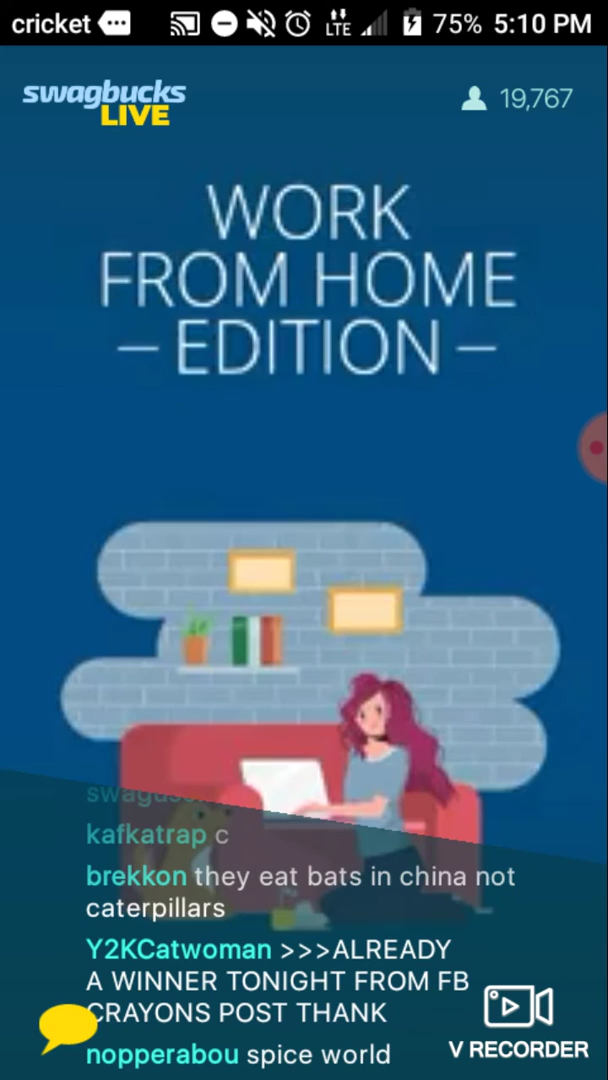 cricket LTE 75% 5:10 PM
swagbucks
LIVE
19,767
WORK
FROM HOME
– EDITION –
kafkatrap c
brekkon they eat bats in china not
caterpillars
Y2KCatwoman >>>ALREADY
A WINNER TONIGHT FROM FB
CRAYONS POST THANK
nopperabou spice world
V RECORDER